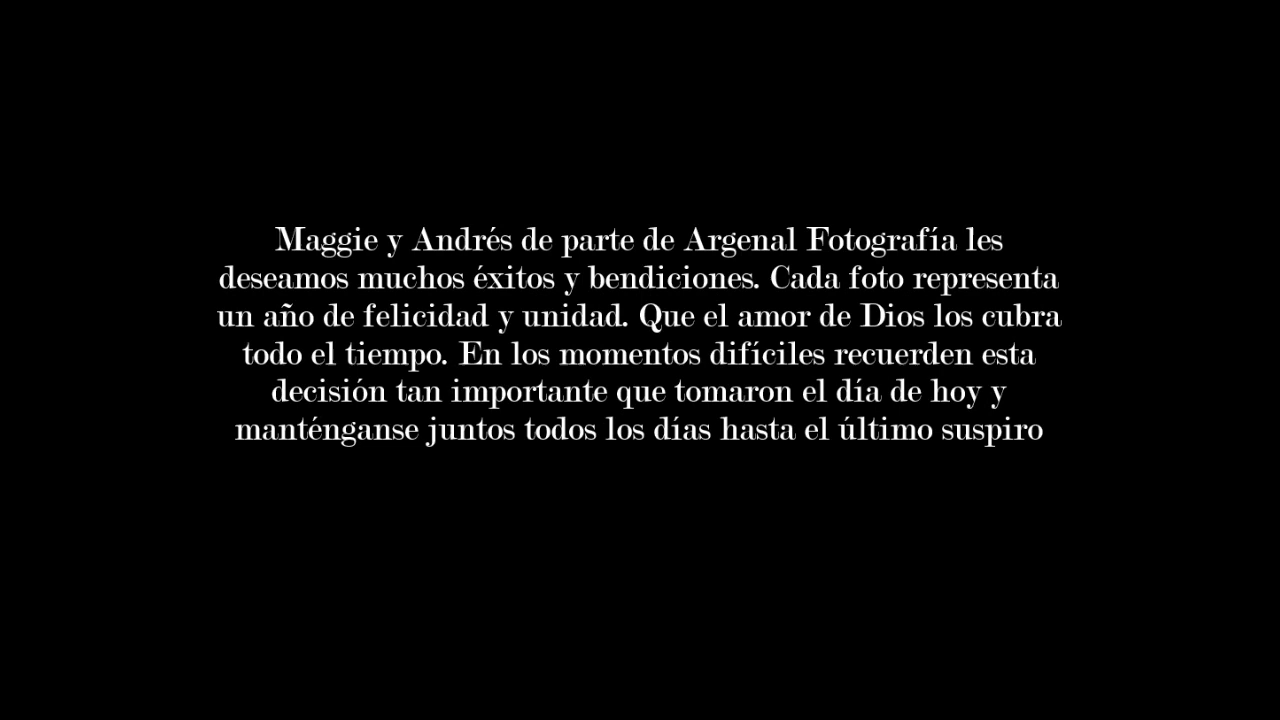 Maggie y Andrés de parte de Argenal Fotografía les
deseamos muchos éxitos y bendiciones. Cada foto representa
un año de felicidad y unidad. Que el amor de Dios los cubra
todo el tiempo. En los momentos difíciles recuerden esta
decisión tan importante que tomaron el día de hoy y
manténganse juntos todos los días hasta el último suspiro